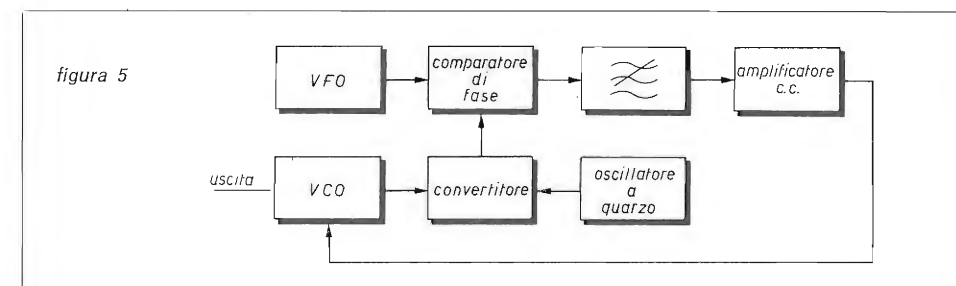 figura 5
VFO
comparatore
di
fase
amplificatore
c.c.
uscita
VCO
convertitore
oscillatore
a
quarzo